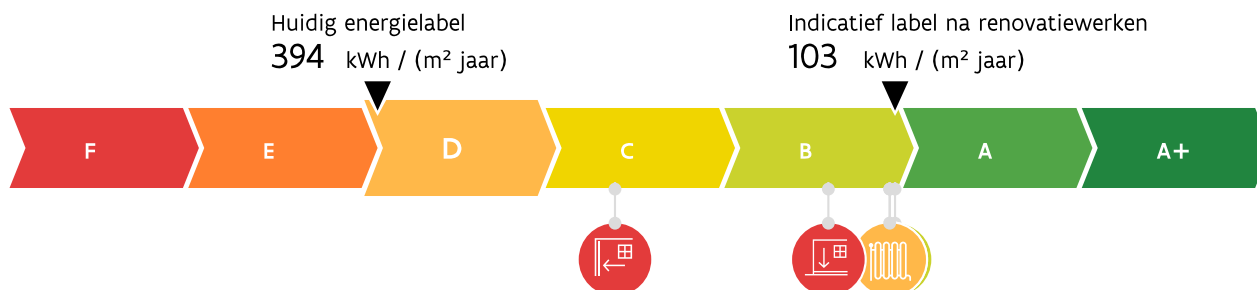 Huidig energielabel
394 kWh / (m² jaar)
Indicatief label na renovatiewerken
103 kWh / (m² jaar)
F E D C B A A+